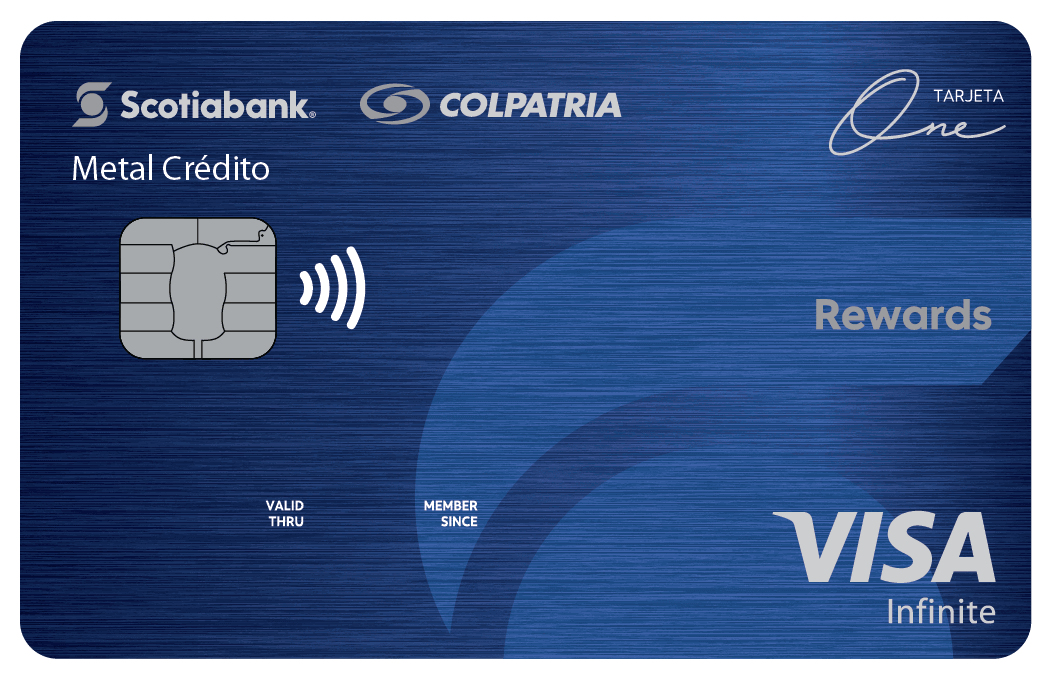 Scotiabank® COLPATRIA
TARJETA
One
Metal Crédito
Rewards
VALID
THRU
MEMBER
SINCE
VISA
Infinite